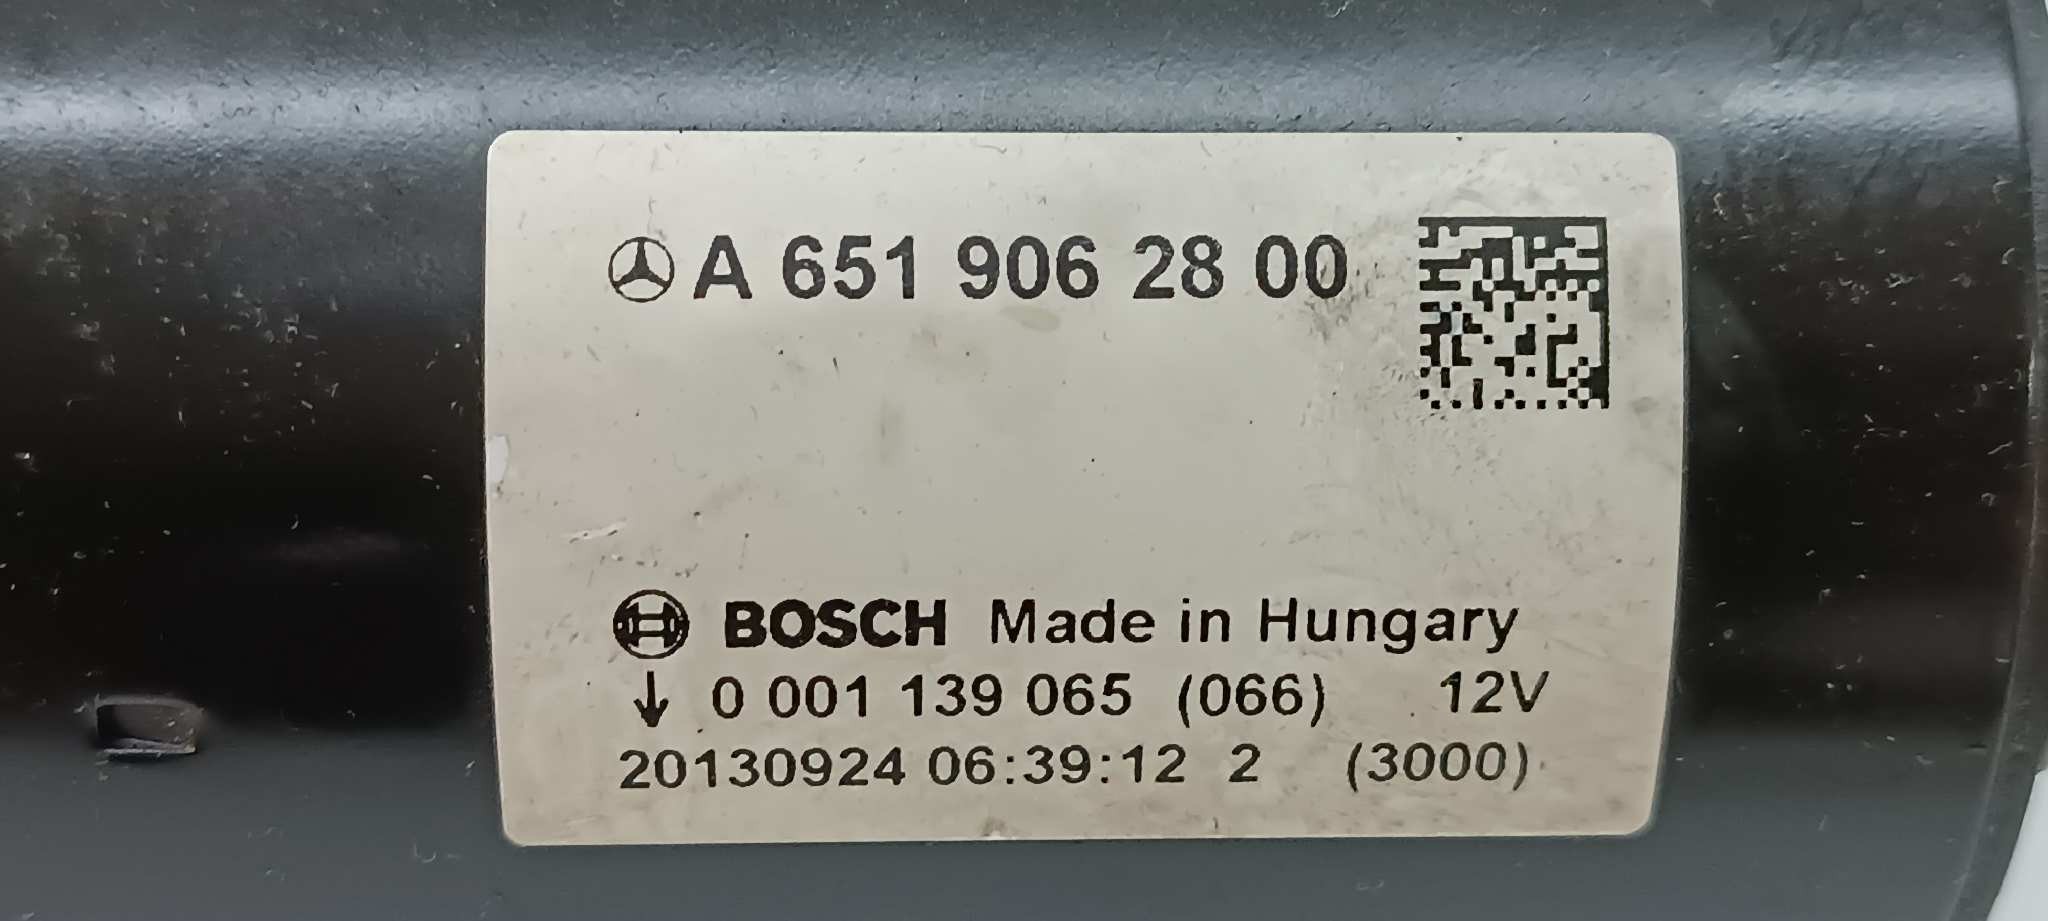 A 651 906 28 00
BOSCH Made in Hungary
↓ 0 001 139 065 (066) 12V
20130924 06:39:12 2 (3000)